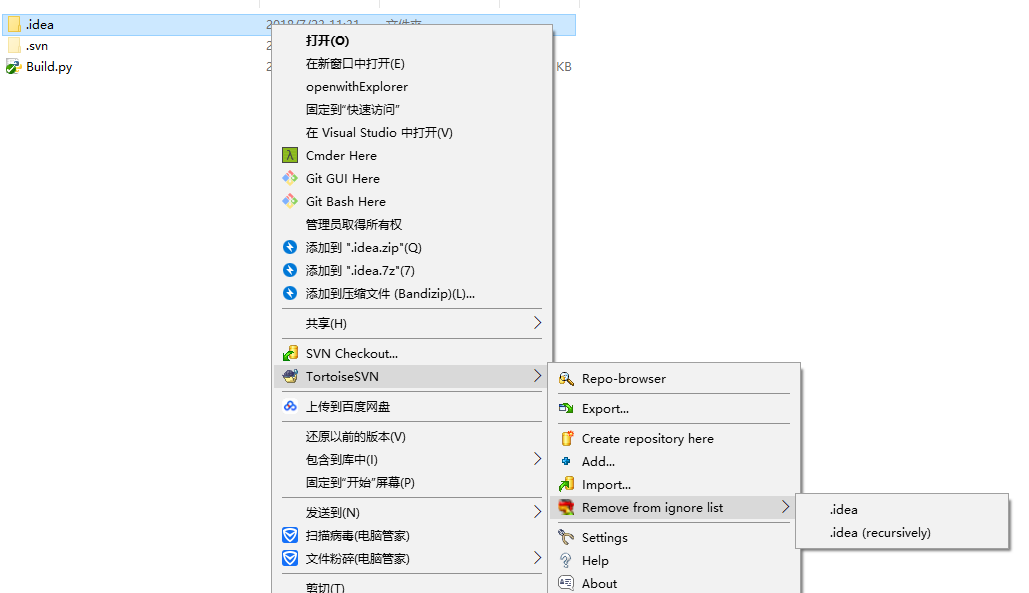 .idea
.svn
Build.py
KB
打开(O)
在新窗口中打开(E)
openwithExplorer
固定到"快速访问"
在 Visual Studio 中打开(V)
Cmder Here
Git GUI Here
Git Bash Here
管理员取得所有权
添加到 ".idea.zip"(Q)
添加到 ".idea.7z"(7)
添加到压缩文件 (Bandizip)(L)...
共享(H)
SVN Checkout...
TortoiseSVN
上传到百度网盘
还原以前的版本(V)
包含到库中(I)
固定到"开始"屏幕(P)
发送到(N)
扫描病毒(电脑管家)
文件粉碎(电脑管家)
剪切(T)
Repo-browser
Export...
Create repository here
Add...
Import...
Remove from ignore list
Settings
Help
About
.idea
.idea (recursively)